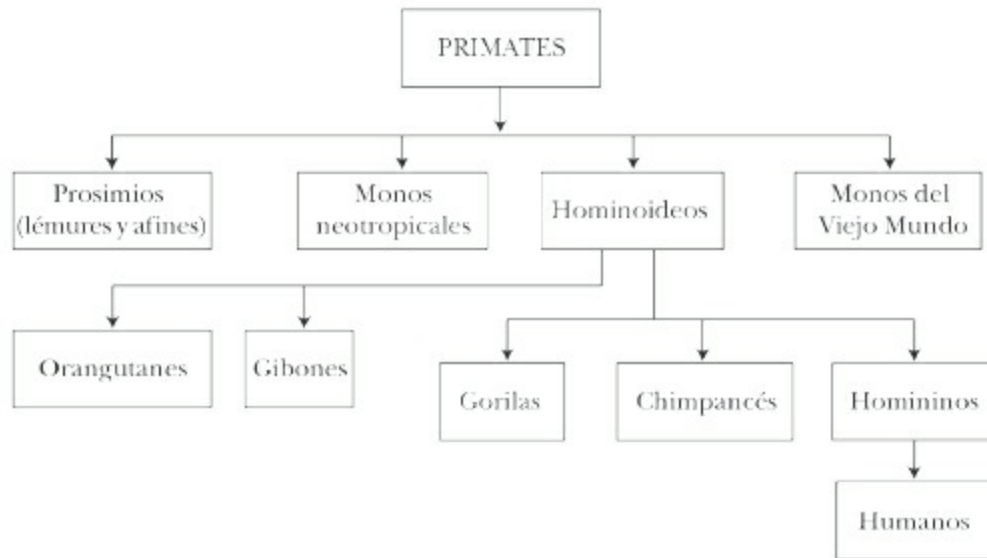 PRIMATES
Prosimios
(lémures y afines)
Monos
neotropicales
Hominoideos
Monos del
Viejo Mundo
Orangutanes
Gibones
Gorilas
Chimpancés
Homininos
Humanos